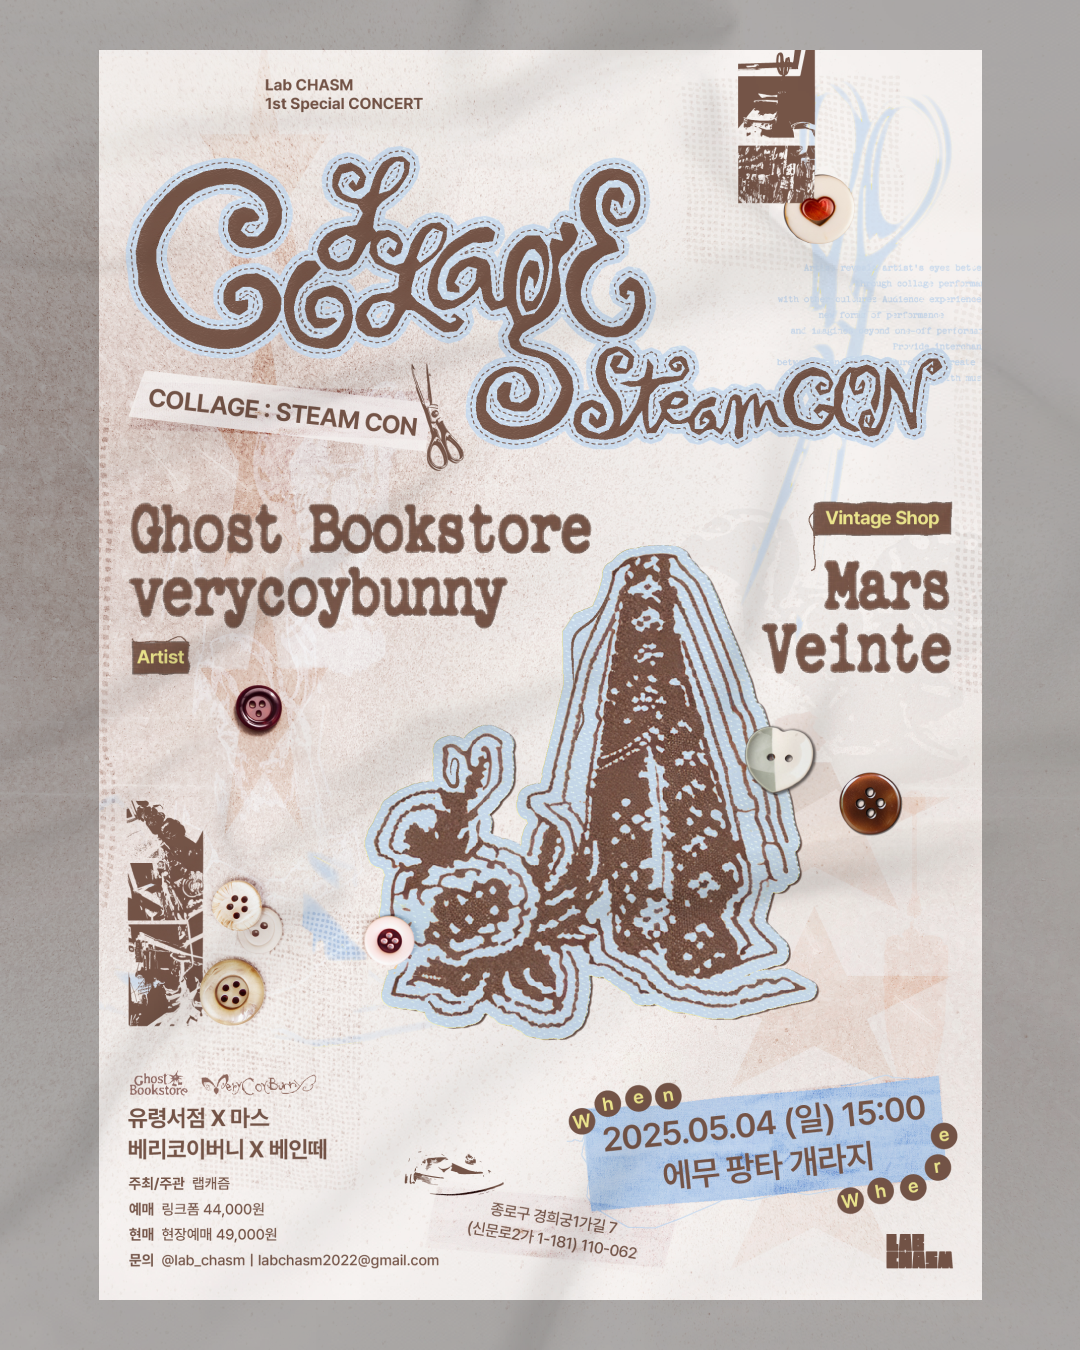 Lab CHASM
1st Special CONCERT
COLLAGE
Steam CON
COLLAGE : STEAM CON
Ghost Bookstore
verycoybunny
Artist
Vintage Shop
Mars
Veinte
Ghost
Bookstore
VeryCoyBunny
유령서점 X 마스
베리코이버니 X 베인떼
주최/주관 랩캐즘
예매 링크폼 44,000원
현매 현장예매 49,000원
문의 @lab_chasm | labchasm2022@gmail.com
종로구 경희궁1가길 7
(신문로2가 1-181) 110-062
When
2025.05.04 (일) 15:00
에무 팡타 개라지
Where
LAB
CHASM